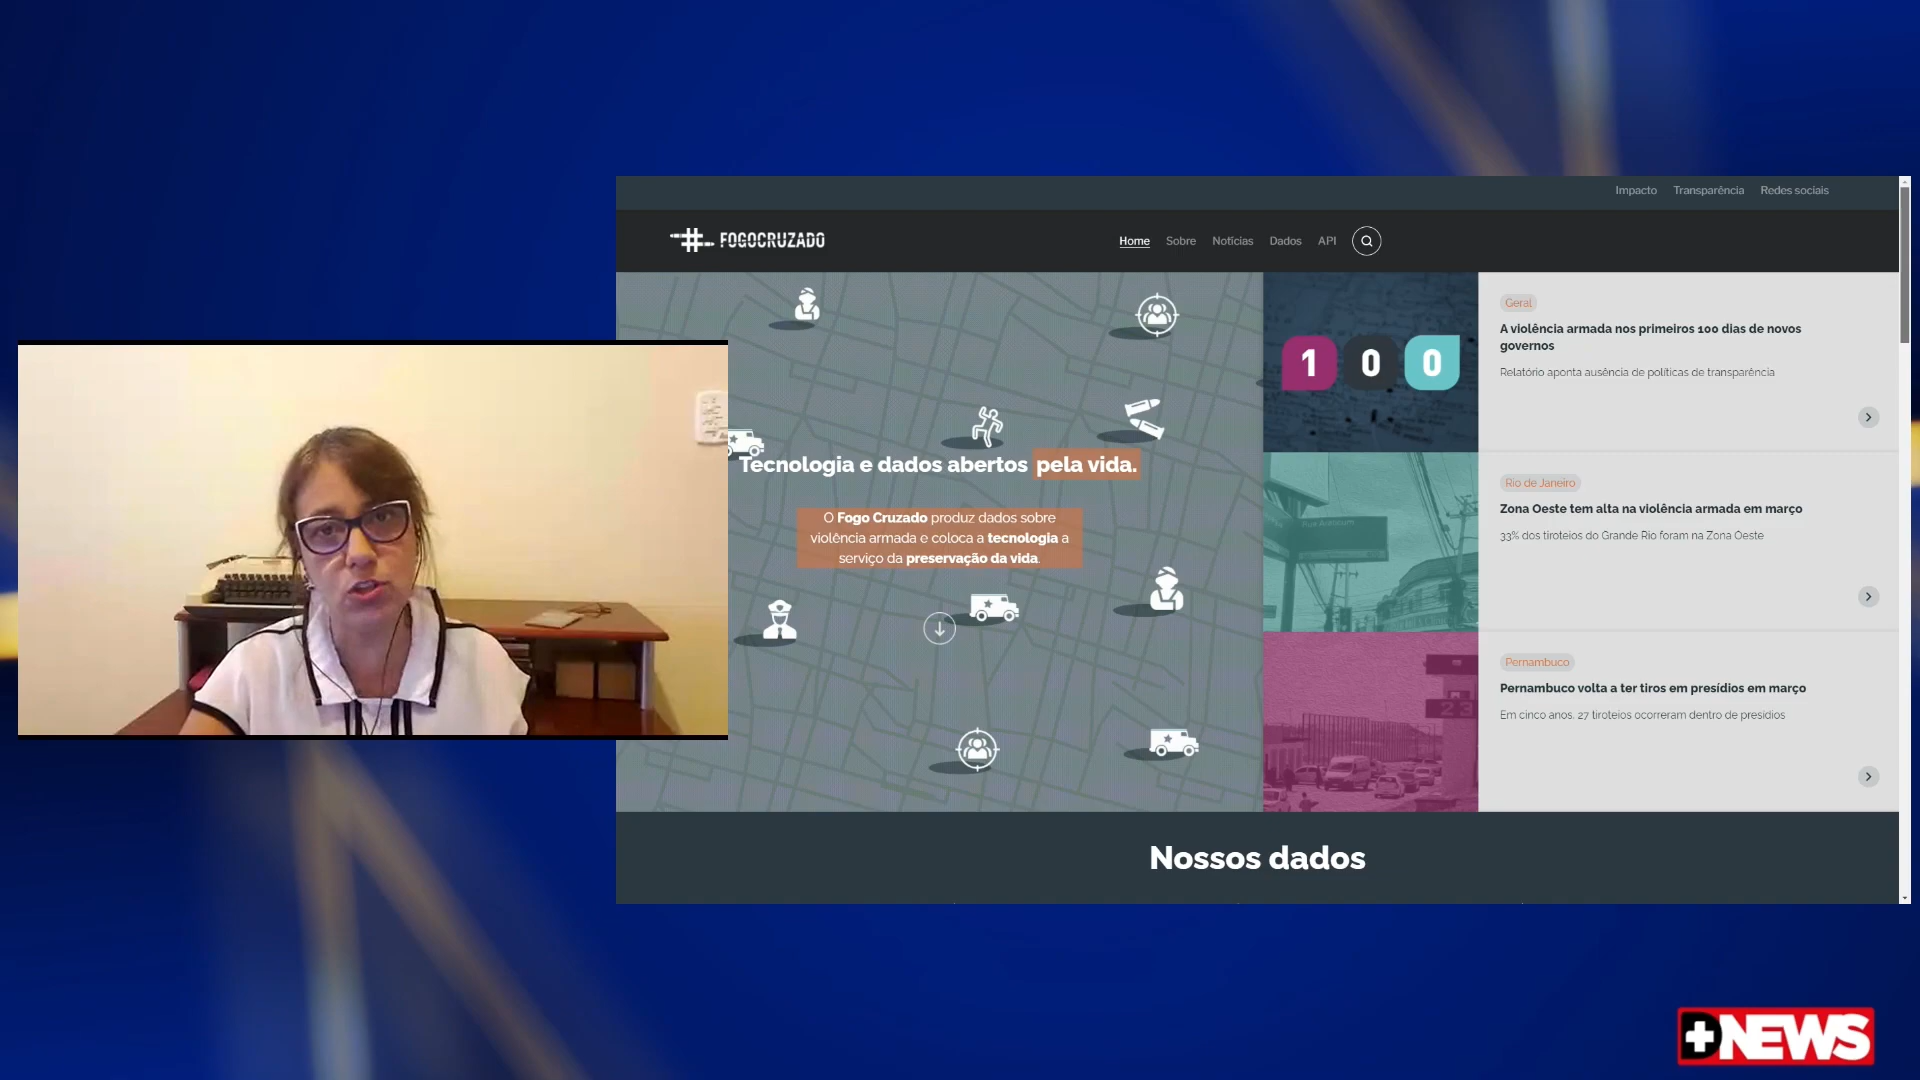 Impacto Transparência Redes sociais
FOGOCRUZADO
Home Sobre Notícias Dados API
Tecnologia e dados abertos pela vida.
O Fogo Cruzado produz dados sobre
violência armada e coloca a tecnologia a
serviço da preservação da vida.
100
Geral
A violência armada nos primeiros 100 dias de novos
governos
Relatório aponta ausência de políticas de transparência
Rio de Janeiro
Zona Oeste tem alta na violência armada em março
33% dos tiroteios do Grande Rio foram na Zona Oeste
23
Pernambuco
Pernambuco volta a ter tiros em presídios em março
Em cinco anos, 27 tiroteios ocorreram dentro de presídios
Nossos dados
D+NEWS